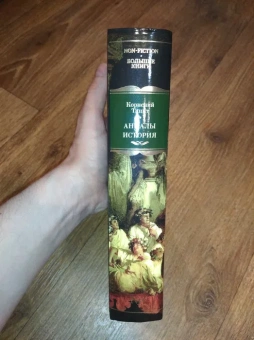 NON-FICTION
БОЛЬШИЕ
КНИГИ
Корнелий
Тацит
АННАЛЫ
ИСТОРИЯ